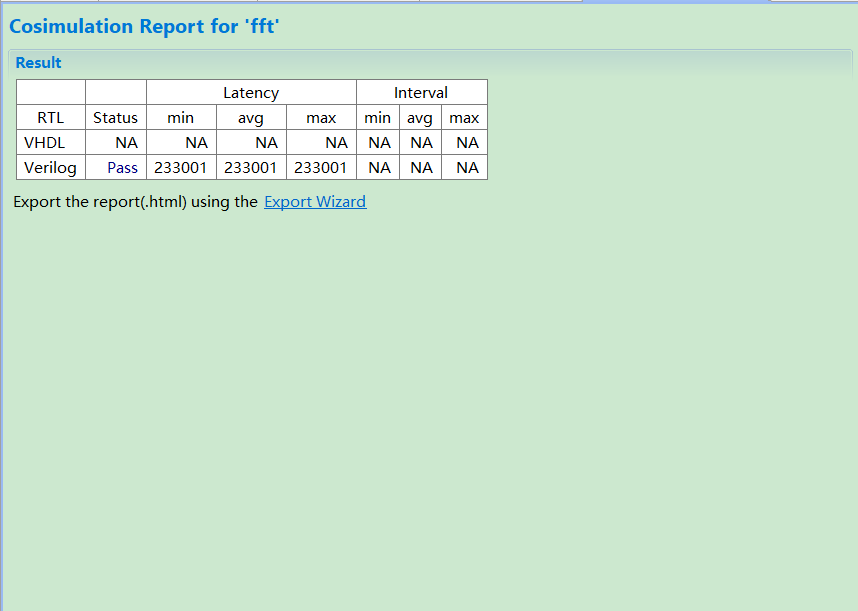 Cosimulation Report for 'fft'
Result
Latency Interval
RTL Status min avg max min avg max
VHDL NA NA NA NA NA NA NA
Verilog Pass 233001 233001 233001 NA NA NA
Export the report(.html) using the Export Wizard